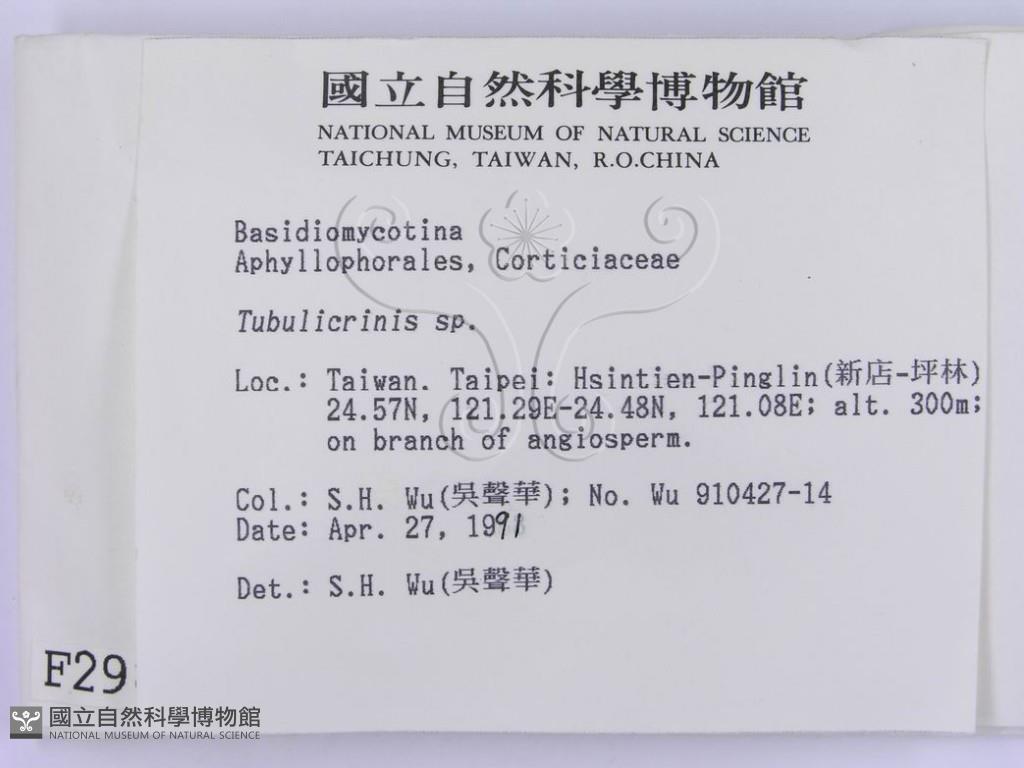 國立自然科學博物館
NATIONAL MUSEUM OF NATURAL SCIENCE
TAICHUNG, TAIWAN, R.O.CHINA
Basidiomycotina
Aphyllophorales, Corticiaceae
Tubulicrinis sp.
Loc.: Taiwan. Taipei: Hsintien-Pinglin(新店-坪林)
24.57N, 121.29E-24.48N, 121.08E; alt. 300m;
on branch of angiosperm.
Col.: S.H. Wu(吳聲華); No. Wu 910427-14
Date: Apr. 27, 1991
Det.: S.H. Wu(吳聲華)
F29
國立自然科學博物館
NATIONAL MUSEUM OF NATURAL SCIENCE